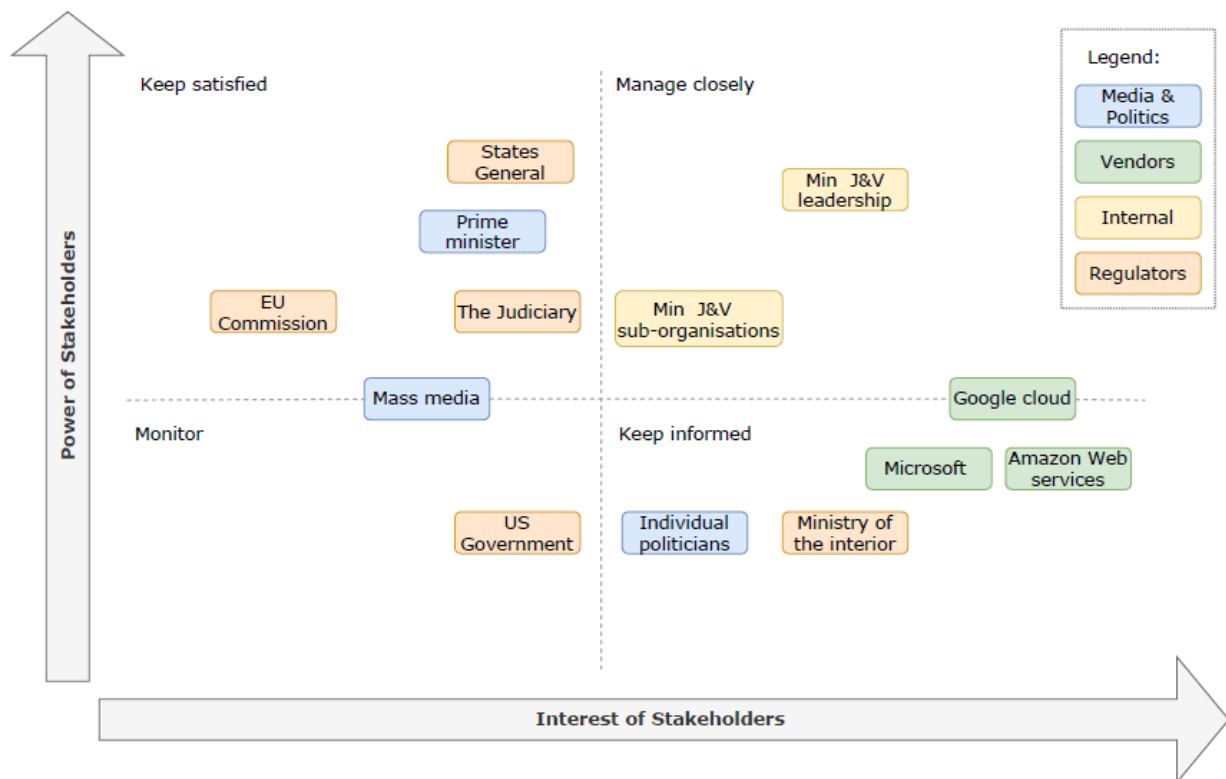 Keep satisfied
Manage closely
Legend:
Media &
Politics
Vendors
Internal
Regulators
States
General
Min J&V
leadership
Prime
minister
EU
Commission
The Judiciary
Min J&V
sub-organisations
Mass media
Google cloud
Monitor
Keep informed
Microsoft
Amazon Web
services
US
Government
Individual
politicians
Ministry of
the interior
Power of Stakeholders
Interest of Stakeholders